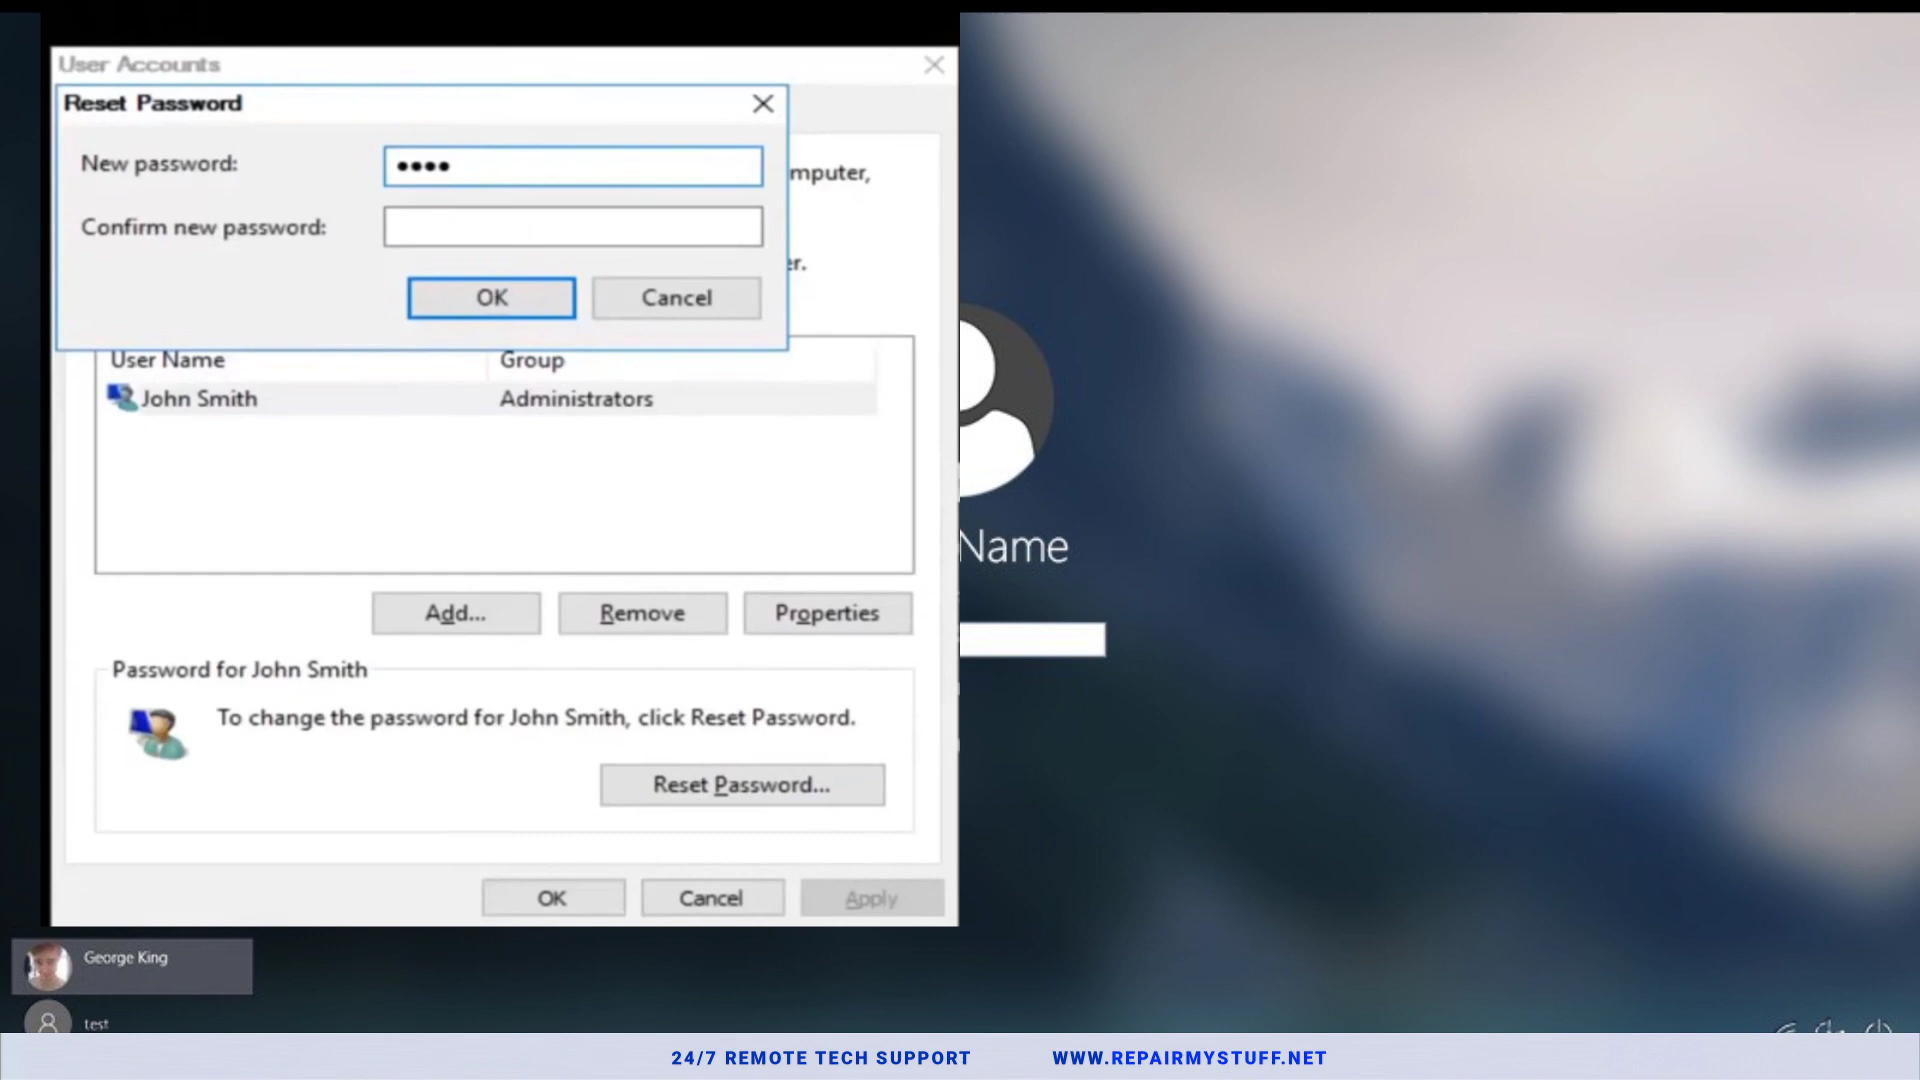 User Accounts
Reset Password
New password:
mputer,
Confirm new password:
er.
OK
Cancel
User Name
Group
John Smith
Administrators
Name
Add...
Remove
Properties
Password for John Smith
To change the password for John Smith, click Reset Password.
Reset Password...
OK
Cancel
Apply
George King
test
24/7 REMOTE TECH SUPPORT
WWW.REPAIRMYSTUFF.NET